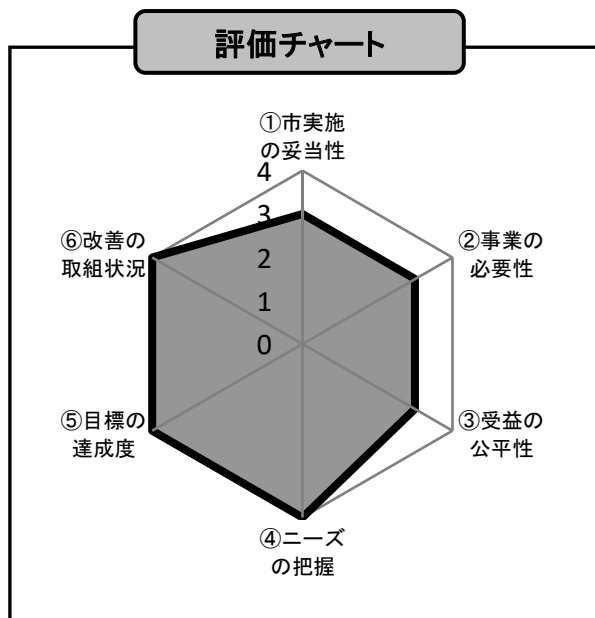 評価チャート
①市実施
の妥当性
4
3
2
1
0
②事業の
必要性
③受益の
公平性
④ニーズ
の把握
⑤目標の
達成度
⑥改善の
取組状況